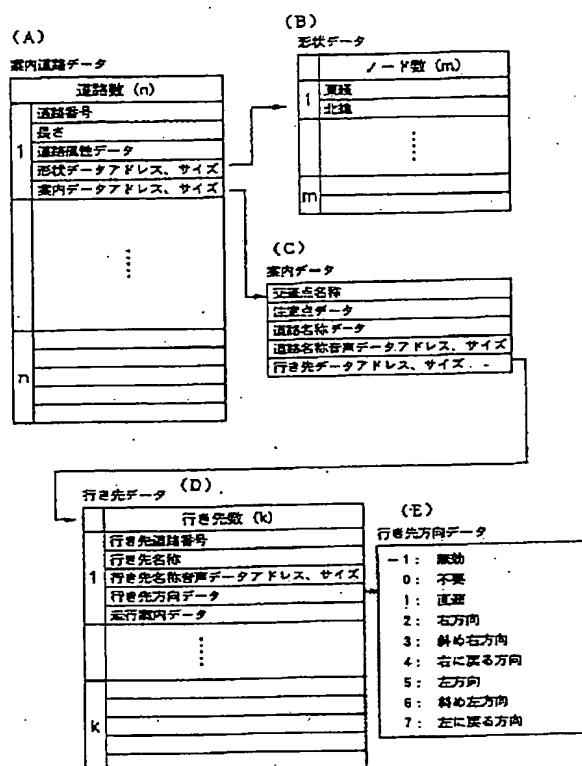 (A)
案内道路データ
道路数 (n)
1
道路番号
長さ
道路属性データ
形状データアドレス、サイズ
案内データアドレス、サイズ
n
(B)
形状データ
ノード数 (m)
1
東経
北緯
m
(C)
案内データ
交差点名称
注意点データ
道路名称データ
道路名称音声データアドレス、サイズ
行き先データアドレス、サイズ
(D)
行き先データ
行き先数 (k)
1
行き先道路番号
行き先名称
行き先名称音声データアドレス、サイズ
行き先方向データ
走行案内データ
k
(E)
行き先方向データ
-1: 無効
0: 不要
1: 直進
2: 右方向
3: 斜め右方向
4: 右に戻る方向
5: 左方向
6: 斜め左方向
7: 左に戻る方向